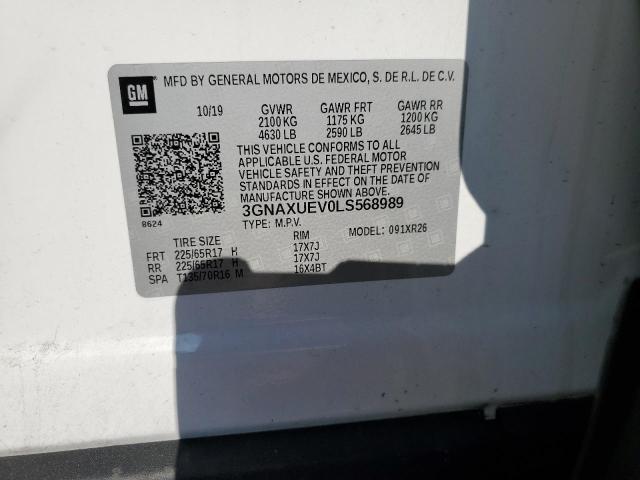 GM
MFD BY GENERAL MOTORS DE MEXICO, S. DE R.L. DE C.V.
10/19 GVWR GAWR FRT GAWR RR
2100 KG 1175 KG 1200 KG
4630 LB 2590 LB 2645 LB
THIS VEHICLE CONFORMS TO ALL
APPLICABLE U.S. FEDERAL MOTOR
VEHICLE SAFETY AND THEFT PREVENTION
STANDARDS IN EFFECT ON THE DATE OF
MANUFACTURE SHOWN ABOVE.
8624 3GNAXUEV0LS568989
TYPE: M.P.V. MODEL: 091XR26
TIRE SIZE RIM
FRT 225/65R17 H 17X7J
RR 225/65R17 H 17X7J
SPA T135/70R16 M 16X4BT